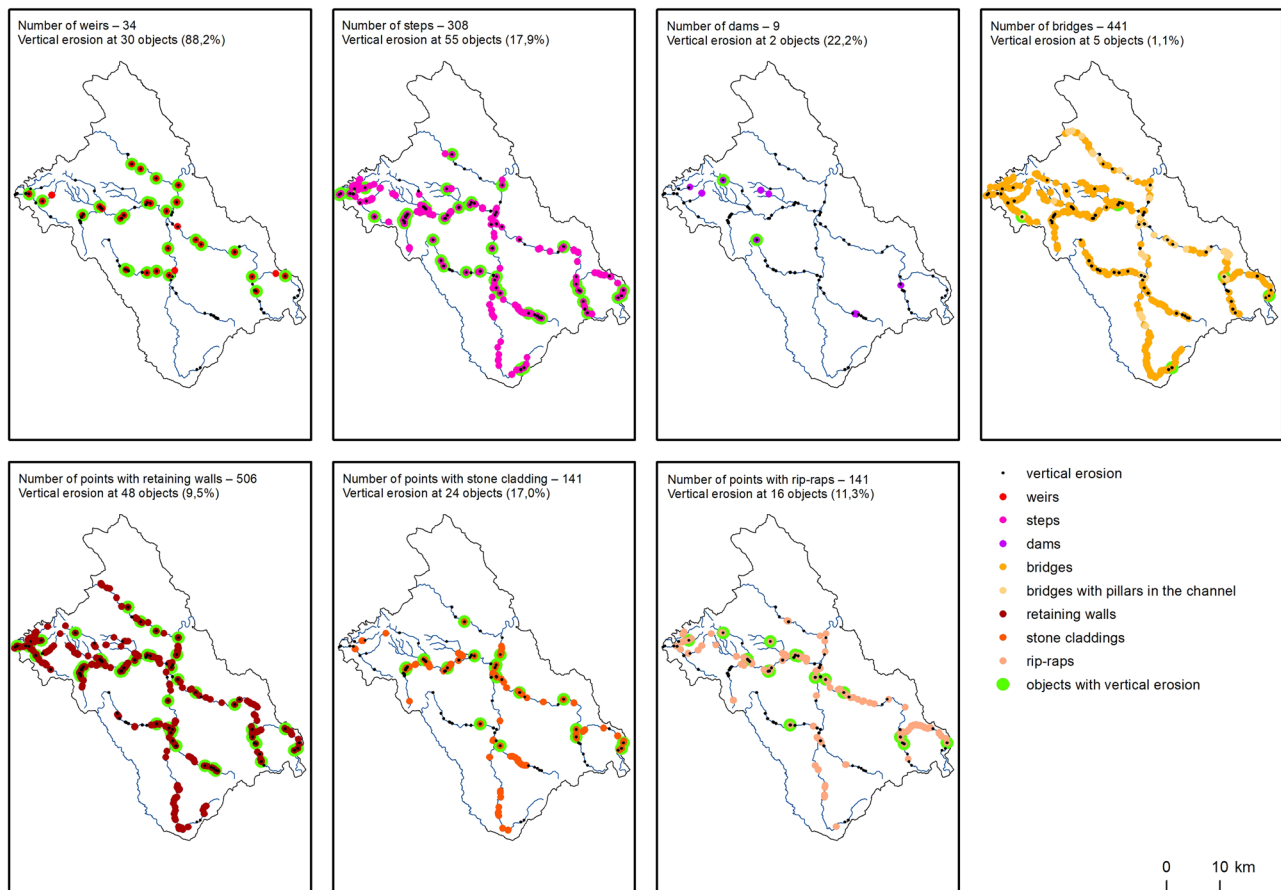 Number of weirs – 34
Vertical erosion at 30 objects (88,2%)
Number of steps – 308
Vertical erosion at 55 objects (17,9%)
Number of dams – 9
Vertical erosion at 2 objects (22,2%)
Number of bridges – 441
Vertical erosion at 5 objects (1,1%)
Number of points with retaining walls – 506
Vertical erosion at 48 objects (9,5%)
Number of points with stone cladding – 141
Vertical erosion at 24 objects (17,0%)
Number of points with rip-raps – 141
Vertical erosion at 16 objects (11,3%)
vertical erosion
weirs
steps
dams
bridges
bridges with pillars in the channel
retaining walls
stone claddings
rip-raps
objects with vertical erosion
0 10 km